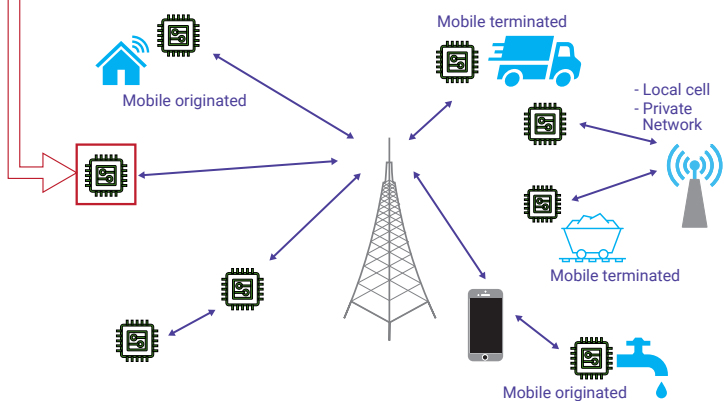 Mobile terminated
Mobile originated
- Local cell
- Private
Network
Mobile terminated
Mobile originated